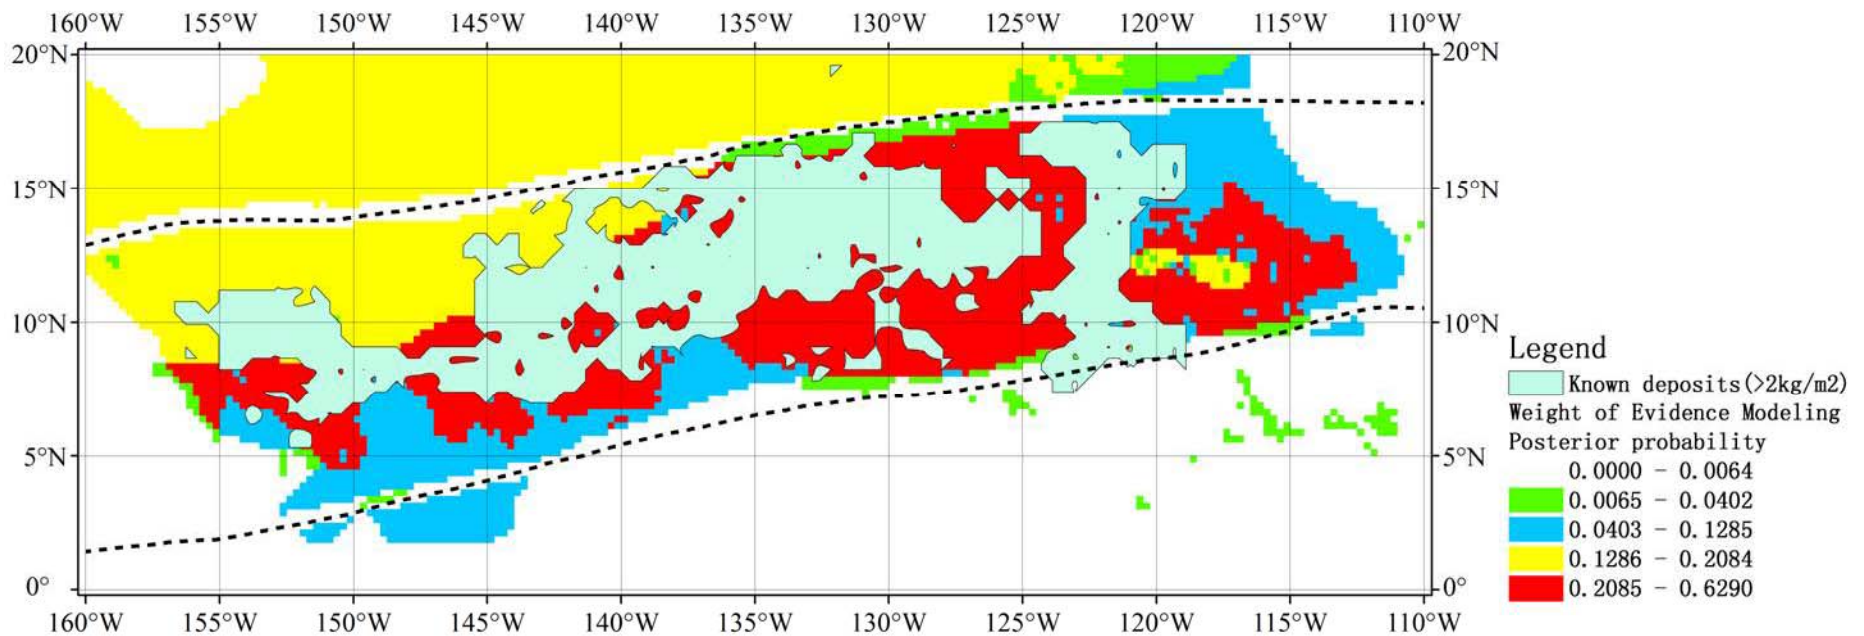 160°W 155°W 150°W 145°W 140°W 135°W 130°W 125°W 120°W 115°W 110°W
20°N 20°N
15°N 15°N
10°N 10°N
5°N 5°N
0° 0°
160°W 155°W 150°W 145°W 140°W 135°W 130°W 125°W 120°W 115°W 110°W
Legend
Known deposits(>2kg/m2)
Weight of Evidence Modeling
Posterior probability
0.0000 - 0.0064
0.0065 - 0.0402
0.0403 - 0.1285
0.1286 - 0.2084
0.2085 - 0.6290